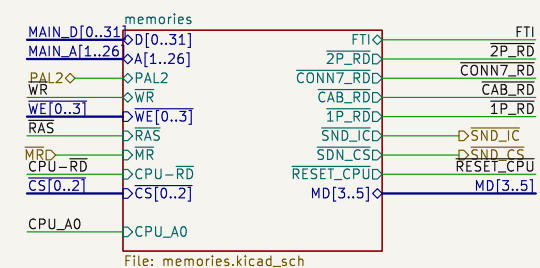 memories
MAIN_D[0..31] D[0..31] FTI FTI
MAIN_A[1..26] A[1..26] 2P_RD 2P_RD
PAL2 PAL2 CONN7_RD CONN7_RD
WR WR CAB_RD CAB_RD
WE[0..3] WE[0..3] 1P_RD 1P_RD
RAS RAS SND_IC SND_IC
MR MR SDN_CS SND_CS
CPU-RD CPU-RD RESET_CPU RESET_CPU
CS[0..2] CS[0..2] MD[3..5] MD[3..5]
CPU_A0 CPU_A0
File: memories.kicad_sch